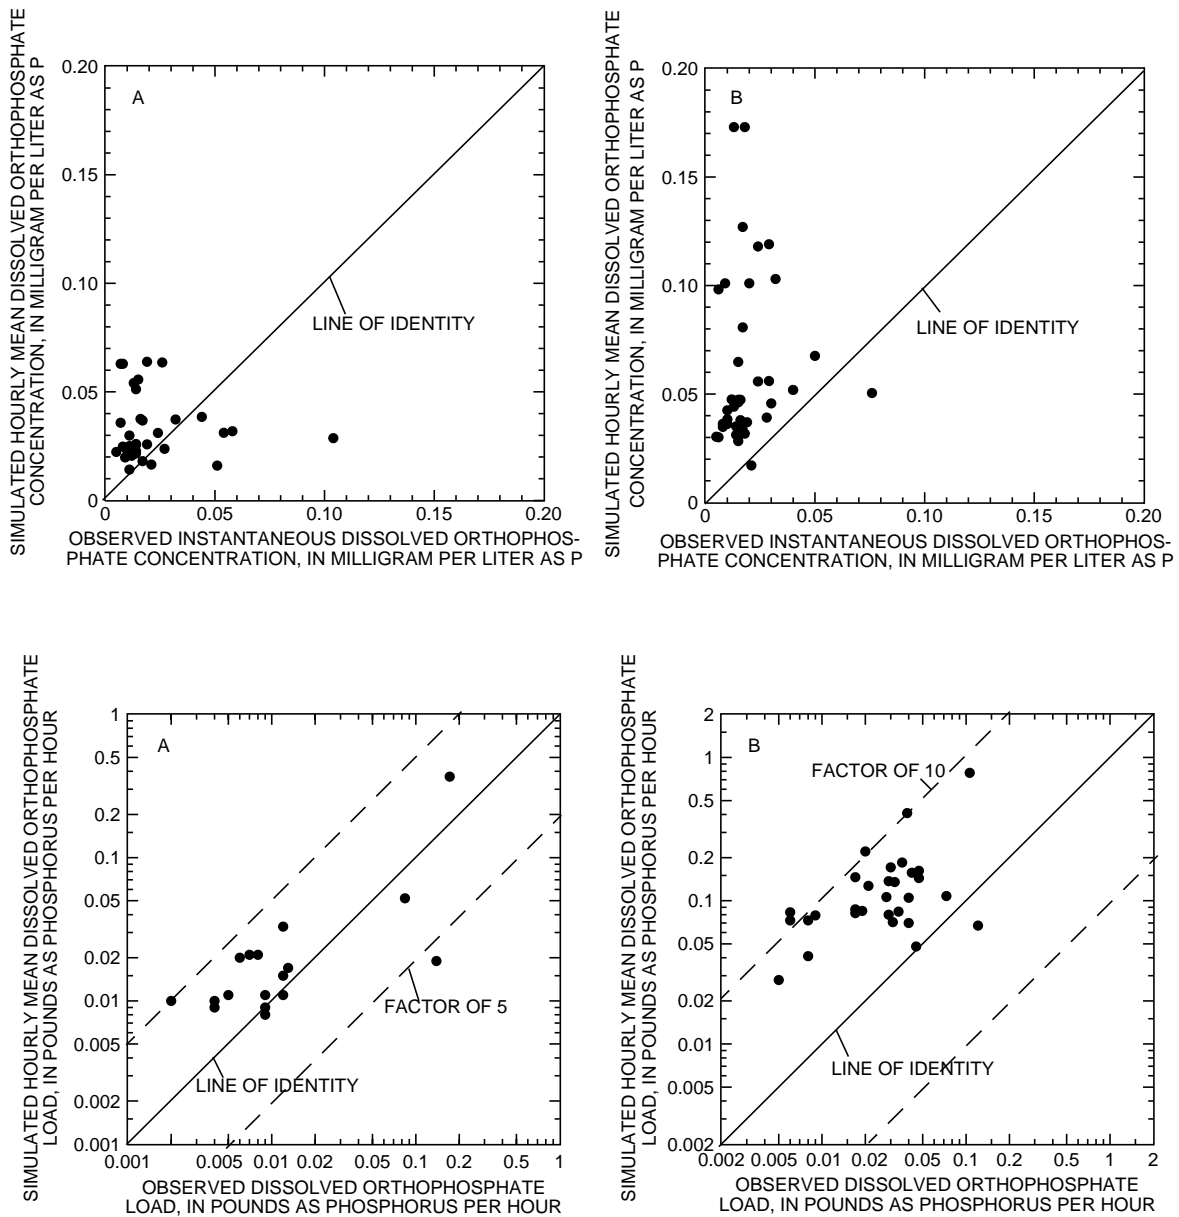 SIMULATED HOURLY MEAN DISSOLVED ORTHOPHOSPHATE
CONCENTRATION, IN MILLIGRAM PER LITER AS P
0.20
0.15
0.10
0.05
0
A
LINE OF IDENTITY
0 0.05 0.10 0.15 0.20
OBSERVED INSTANTANEOUS DISSOLVED ORTHOPHOS-
PHATE CONCENTRATION, IN MILLIGRAM PER LITER AS P
SIMULATED HOURLY MEAN DISSOLVED ORTHOPHOSPHATE
CONCENTRATION, IN MILLIGRAM PER LITER AS P
0.20
0.15
0.10
0.05
0
B
LINE OF IDENTITY
0 0.05 0.10 0.15 0.20
OBSERVED INSTANTANEOUS DISSOLVED ORTHOPHOS-
PHATE CONCENTRATION, IN MILLIGRAM PER LITER AS P
SIMULATED HOURLY MEAN DISSOLVED ORTHOPHOSPHATE
LOAD, IN POUNDS AS PHOSPHORUS PER HOUR
1
0.5
0.2
0.1
0.05
0.02
0.01
0.005
0.002
0.001
A
FACTOR OF 5
LINE OF IDENTITY
0.001 0.005 0.01 0.02 0.05 0.1 0.2 0.5 1
OBSERVED DISSOLVED ORTHOPHOSPHATE
LOAD, IN POUNDS AS PHOSPHORUS PER HOUR
SIMULATED HOURLY MEAN DISSOLVED ORTHOPHOSPHATE
LOAD, IN POUNDS AS PHOSPHORUS PER HOUR
2
1
0.5
0.2
0.1
0.05
0.02
0.01
0.005
0.002
B
FACTOR OF 10
LINE OF IDENTITY
0.002 0.005 0.01 0.02 0.05 0.1 0.2 0.5 1 2
OBSERVED DISSOLVED ORTHOPHOSPHATE
LOAD, IN POUNDS AS PHOSPHORUS PER HOUR